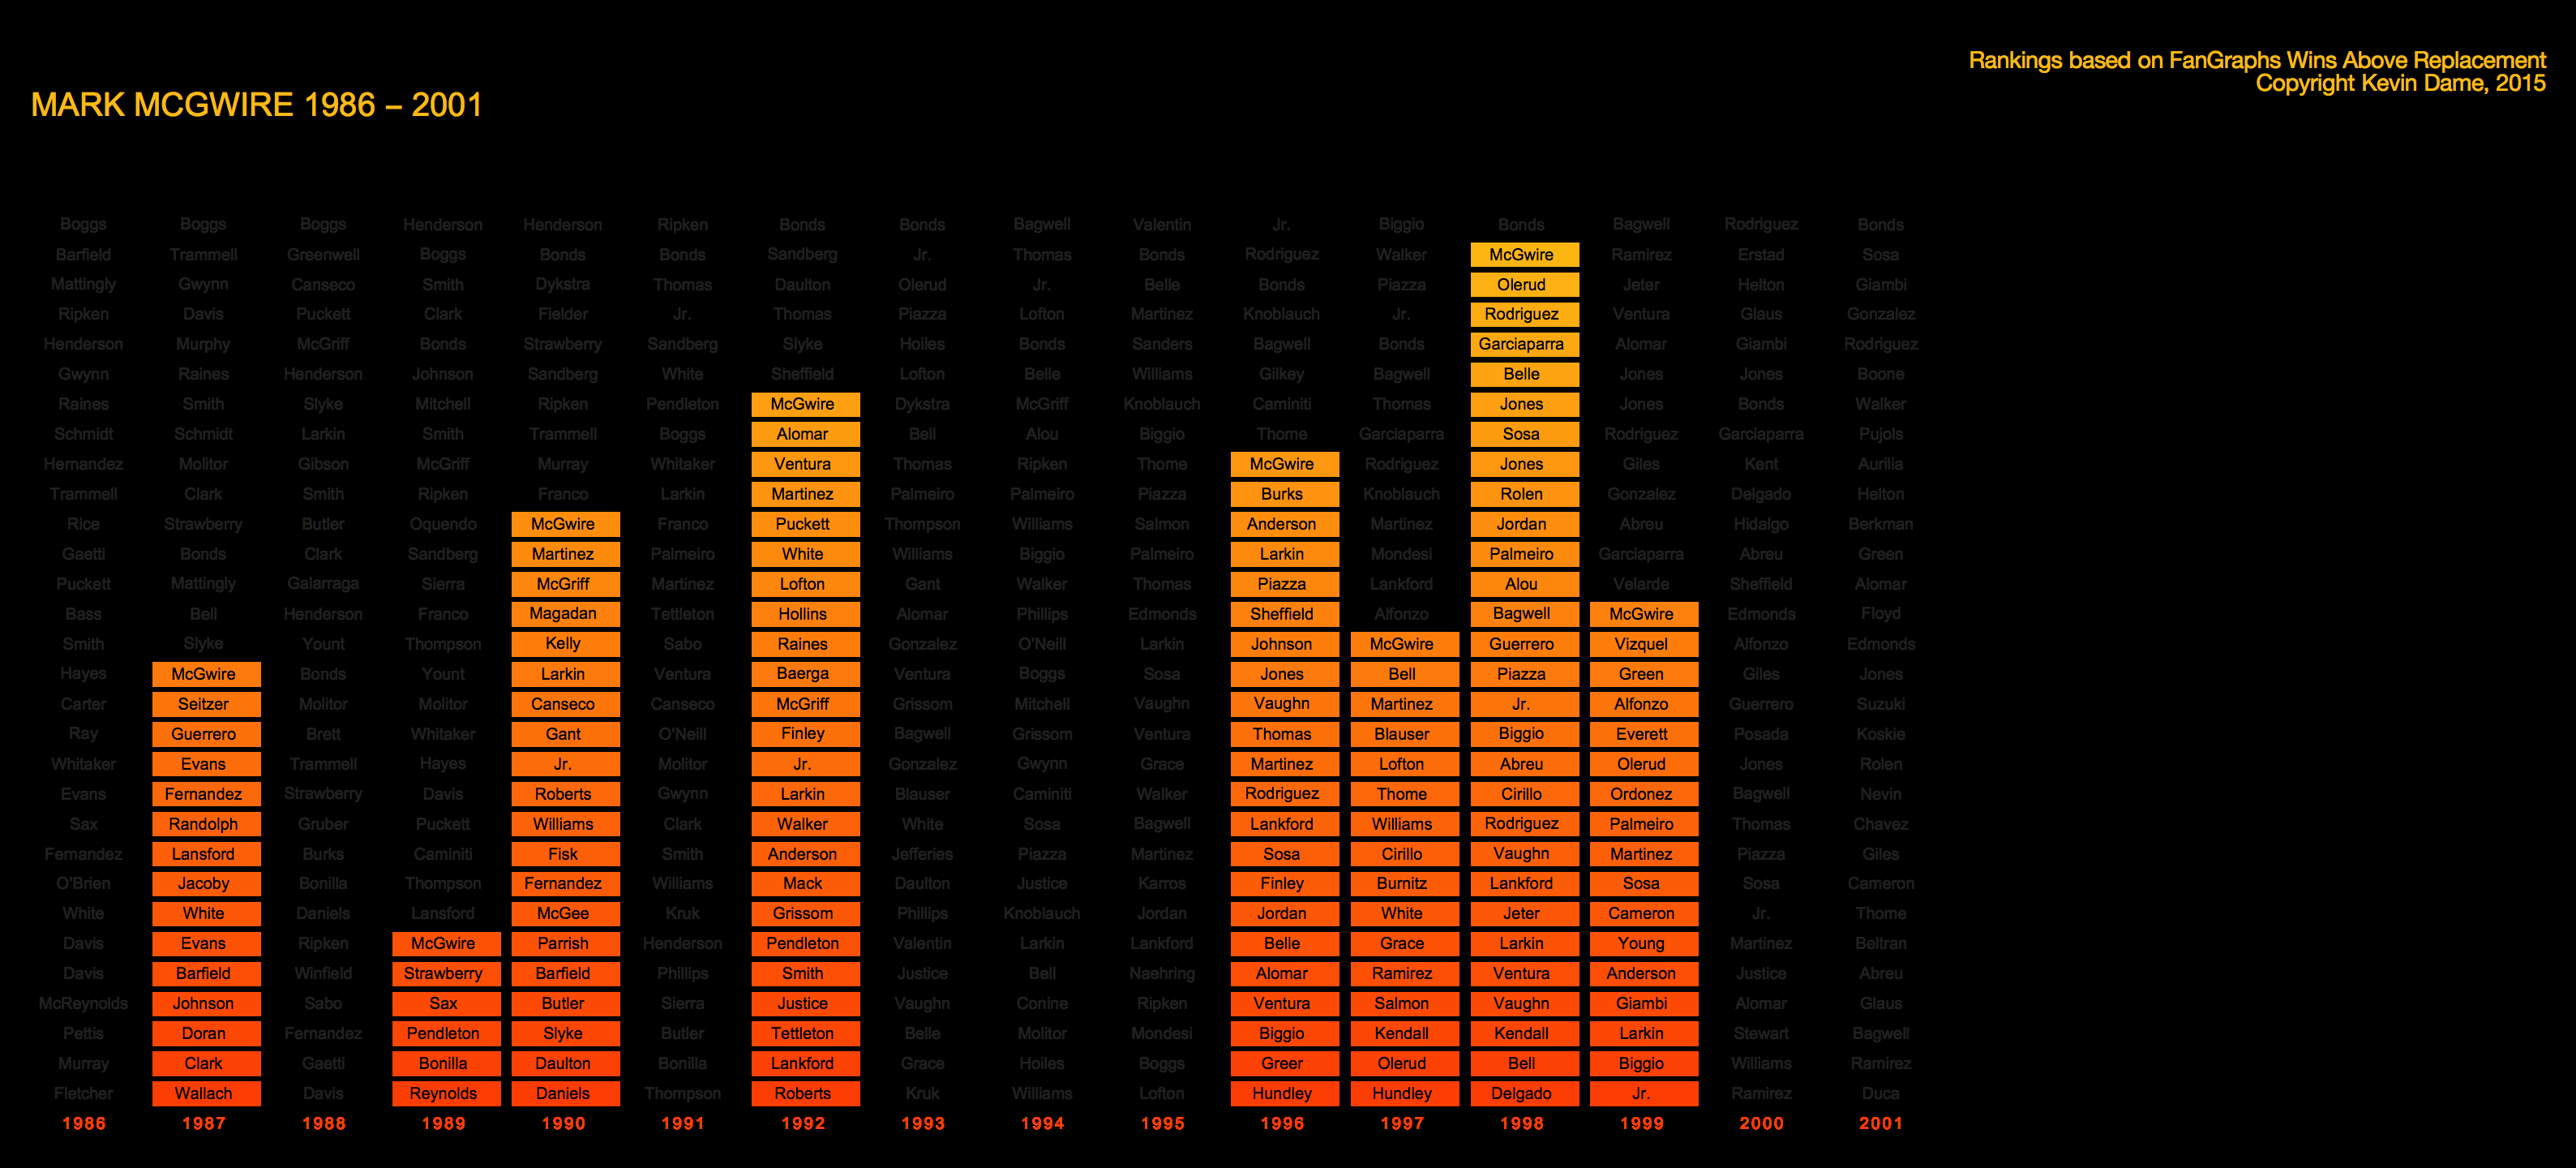 Rankings based on FanGraphs Wins Above Replacement
Copyright Kevin Dame, 2015
MARK MCGWIRE 1986 – 2001
Boggs Boggs Boggs Henderson Henderson Ripken Bonds Bonds Bagwell Valentin Jr. Biggio Bonds Bagwell Rodriguez Bonds
Barfield Trammell Greenwell Boggs Bonds Bonds Sandberg Jr. Thomas Bonds Rodriguez Walker McGwire Ramirez Erstad Sosa
Mattingly Gwynn Canseco Smith Dykstra Thomas Daulton Olerud Jr. Belle Bonds Piazza Olerud Jeter Helton Giambi
Ripken Davis Puckett Clark Fielder Jr. Thomas Piazza Lofton Martinez Knoblauch Jr. Rodriguez Ventura Glaus Gonzalez
Henderson Murphy McGriff Bonds Strawberry Sandberg Slyke Hoiles Bonds Sanders Bagwell Bonds Garciaparra Alomar Giambi Rodriguez
Gwynn Raines Henderson Johnson Sandberg White Sheffield Lofton Belle Williams Gilkey Bagwell Belle Jones Jones Boone
Raines Smith Slyke Mitchell Ripken Pendleton McGwire Dykstra McGriff Knoblauch Caminiti Thomas Jones Jones Bonds Walker
Schmidt Schmidt Larkin Smith Trammell Boggs Alomar Bell Alou Biggio Thome Garciaparra Sosa Rodriguez Garciaparra Pujols
Hernandez Molitor Gibson McGriff Murray Whitaker Ventura Thomas Ripken Thome McGwire Rodriguez Jones Giles Kent Aurilia
Trammell Clark Smith Ripken Franco Larkin Martinez Palmeiro Palmeiro Piazza Burks Knoblauch Rolen Gonzalez Delgado Helton
Rice Strawberry Butler Oquendo McGwire Franco Puckett Thompson Williams Salmon Anderson Martinez Jordan Abreu Hidalgo Berkman
Gaetti Bonds Clark Sandberg Martinez Palmeiro White Williams Biggio Palmeiro Larkin Mondesi Palmeiro Garciaparra Abreu Green
Puckett Mattingly Galarraga Sierra McGriff Martinez Lofton Gant Walker Thomas Piazza Lankford Alou Velarde Sheffield Alomar
Bass Bell Henderson Franco Magadan Tettleton Hollins Alomar Phillips Edmonds Sheffield Alfonzo Bagwell McGwire Edmonds Floyd
Smith Slyke Yount Thompson Kelly Sabo Raines Gonzalez O'Neill Larkin Johnson McGwire Guerrero Vizquel Alfonzo Edmonds
Hayes McGwire Bonds Yount Larkin Ventura Baerga Ventura Boggs Sosa Jones Bell Piazza Green Giles Jones
Carter Seitzer Molitor Molitor Canseco Canseco McGriff Grissom Mitchell Vaughn Vaughn Martinez Jr. Alfonzo Guerrero Suzuki
Ray Guerrero Brett Whitaker Gant O'Neill Finley Bagwell Grissom Ventura Thomas Blauser Biggio Everett Posada Koskie
Whitaker Evans Trammell Hayes Jr. Molitor Jr. Gonzalez Gwynn Grace Martinez Lofton Abreu Olerud Jones Rolen
Evans Fernandez Strawberry Davis Roberts Gwynn Larkin Blauser Caminiti Walker Rodriguez Thome Cirillo Ordonez Bagwell Nevin
Sax Randolph Gruber Puckett Williams Clark Walker White Sosa Bagwell Lankford Williams Rodriguez Palmeiro Thomas Chavez
Fernandez Lansford Burks Caminiti Fisk Smith Anderson Jefferies Piazza Martinez Sosa Cirillo Vaughn Martinez Piazza Giles
O'Brien Jacoby Bonilla Thompson Fernandez Williams Mack Daulton Justice Karros Finley Burnitz Lankford Sosa Sosa Cameron
White White Daniels Lansford McGee Kruk Grissom Phillips Knoblauch Jordan Jordan White Jeter Cameron Jr. Thome
Davis Evans Ripken McGwire Parrish Henderson Pendleton Valentin Larkin Lankford Belle Grace Larkin Young Martinez Beltran
Davis Barfield Winfield Strawberry Barfield Phillips Smith Justice Bell Naehring Alomar Ramirez Ventura Anderson Justice Abreu
McReynolds Johnson Sabo Sax Butler Sierra Justice Vaughn Conine Ripken Ventura Salmon Vaughn Giambi Alomar Glaus
Pettis Doran Fernandez Pendleton Slyke Butler Tettleton Belle Molitor Mondesi Biggio Kendall Kendall Larkin Stewart Bagwell
Murray Clark Gaetti Bonilla Daulton Bonilla Lankford Grace Hoiles Boggs Greer Olerud Bell Biggio Williams Ramirez
Fletcher Wallach Davis Reynolds Daniels Thompson Roberts Kruk Williams Lofton Hundley Hundley Delgado Jr. Ramirez Duca
1986 1987 1988 1989 1990 1991 1992 1993 1994 1995 1996 1997 1998 1999 2000 2001